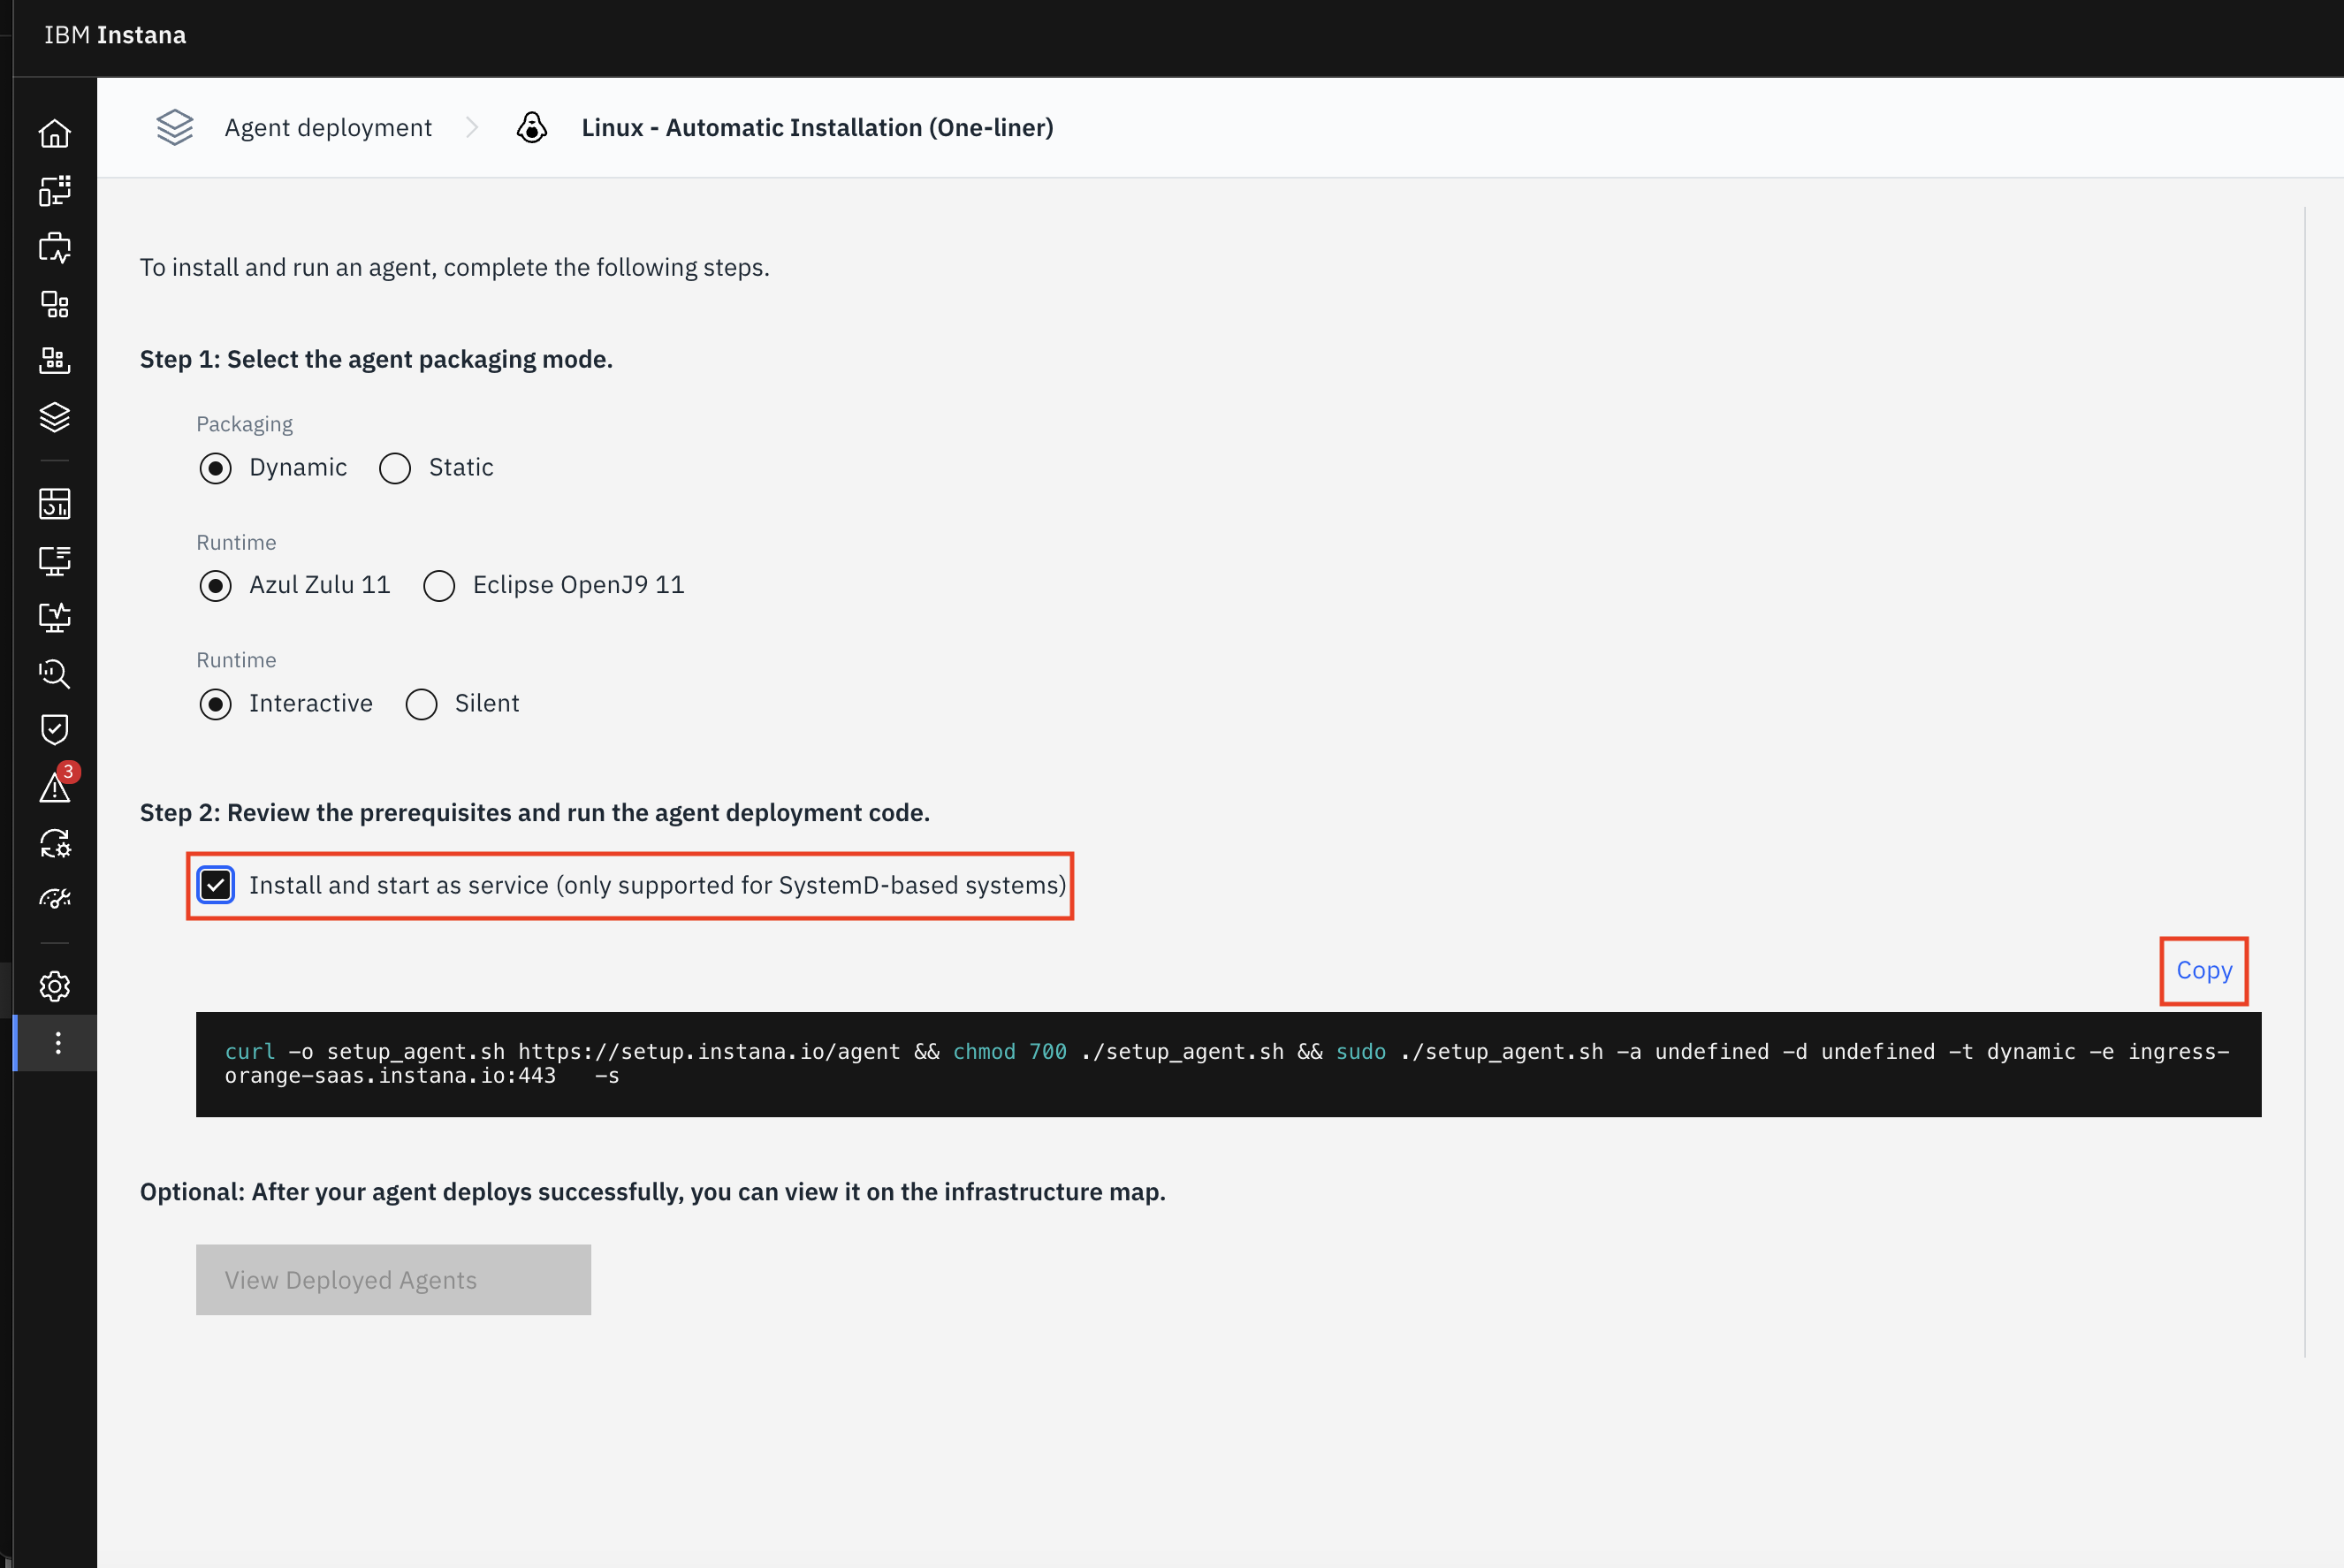 IBM Instana
Agent deployment
Linux - Automatic Installation (One-liner)
To install and run an agent, complete the following steps.
Step 1: Select the agent packaging mode.
Packaging
Dynamic Static
Runtime
Azul Zulu 11 Eclipse OpenJ9 11
Runtime
Interactive Silent
3
Step 2: Review the prerequisites and run the agent deployment code.
Install and start as service (only supported for SystemD-based systems)
Copy
curl -o setup_agent.sh https://setup.instana.io/agent && chmod 700 ./setup_agent.sh && sudo ./setup_agent.sh -a undefined -d undefined -t dynamic -e ingress-
orange-saas.instana.io:443   -s
Optional: After your agent deploys successfully, you can view it on the infrastructure map.
View Deployed Agents